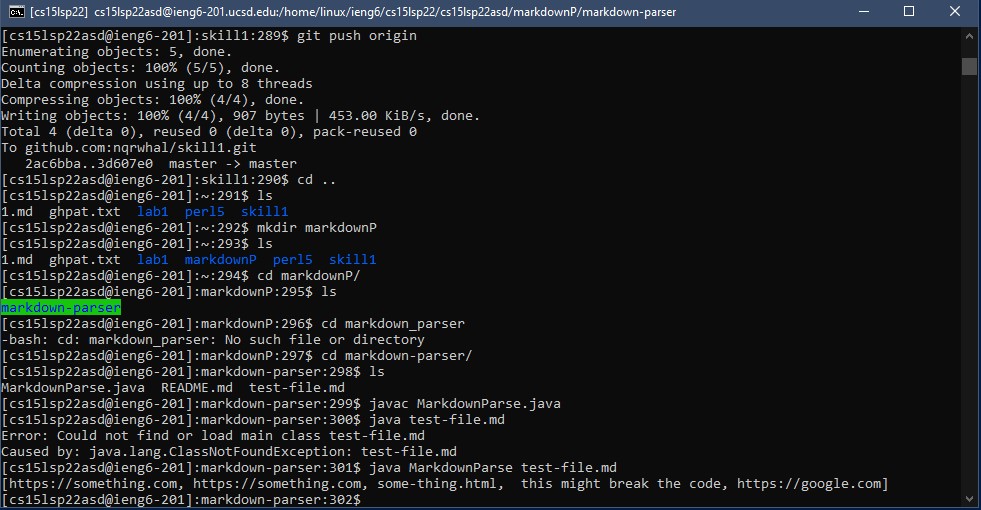 [cs15lsp22] cs15lsp22asd@ieng6-201.ucsd.edu:/home/linux/ieng6/cs15lsp22/cs15lsp22asd/markdownP/markdown-parser
[cs15lsp22asd@ieng6-201]:skill1:289$ git push origin
Enumerating objects: 5, done.
Counting objects: 100% (5/5), done.
Delta compression using up to 8 threads
Compressing objects: 100% (4/4), done.
Writing objects: 100% (4/4), 907 bytes | 453.00 KiB/s, done.
Total 4 (delta 0), reused 0 (delta 0), pack-reused 0
To github.com:nqrwhal/skill1.git
   2ac6bba..3d607e0  master -> master
[cs15lsp22asd@ieng6-201]:skill1:290$ cd ..
[cs15lsp22asd@ieng6-201]:~:291$ ls
1.md  ghpat.txt  lab1  perl5  skill1
[cs15lsp22asd@ieng6-201]:~:292$ mkdir markdownP
[cs15lsp22asd@ieng6-201]:~:293$ ls
1.md  ghpat.txt  lab1  markdownP  perl5  skill1
[cs15lsp22asd@ieng6-201]:~:294$ cd markdownP/
[cs15lsp22asd@ieng6-201]:markdownP:295$ ls
markdown-parser
[cs15lsp22asd@ieng6-201]:markdownP:296$ cd markdown_parser
-bash: cd: markdown_parser: No such file or directory
[cs15lsp22asd@ieng6-201]:markdownP:297$ cd markdown-parser/
[cs15lsp22asd@ieng6-201]:markdown-parser:298$ ls
MarkdownParse.java  README.md  test-file.md
[cs15lsp22asd@ieng6-201]:markdown-parser:299$ javac MarkdownParse.java
[cs15lsp22asd@ieng6-201]:markdown-parser:300$ java test-file.md
Error: Could not find or load main class test-file.md
Caused by: java.lang.ClassNotFoundException: test-file.md
[cs15lsp22asd@ieng6-201]:markdown-parser:301$ java MarkdownParse test-file.md
[https://something.com, https://something.com, some-thing.html,  this might break the code, https://google.com]
[cs15lsp22asd@ieng6-201]:markdown-parser:302$